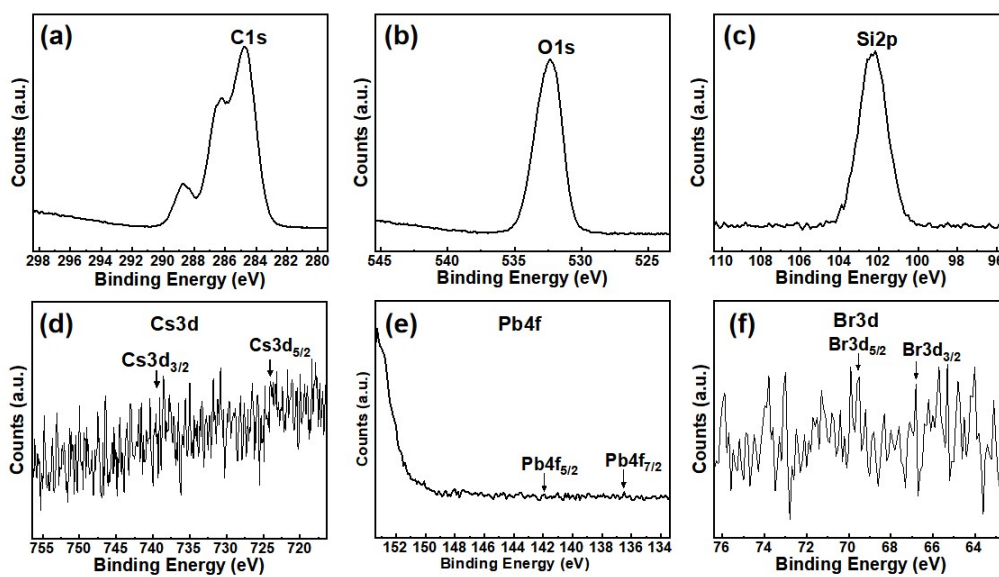 (a)
C1s
Counts (a.u.)
298 296 294 292 290 288 286 284 282 280
Binding Energy (eV)
(b)
O1s
Counts (a.u.)
545 540 535 530 525
Binding Energy (eV)
(c)
Si2p
Counts (a.u.)
110 108 106 104 102 100 98 96
Binding Energy (eV)
(d)
Cs3d
Cs3d3/2
Cs3d5/2
Counts (a.u.)
755 750 745 740 735 730 725 720
Binding Energy (eV)
(e)
Pb4f
Pb4f5/2
Pb4f7/2
Counts (a.u.)
152 150 148 146 144 142 140 138 136 134
Binding Energy (eV)
(f)
Br3d
Br3d5/2
Br3d3/2
Counts (a.u.)
76 74 72 70 68 66 64
Binding Energy (eV)